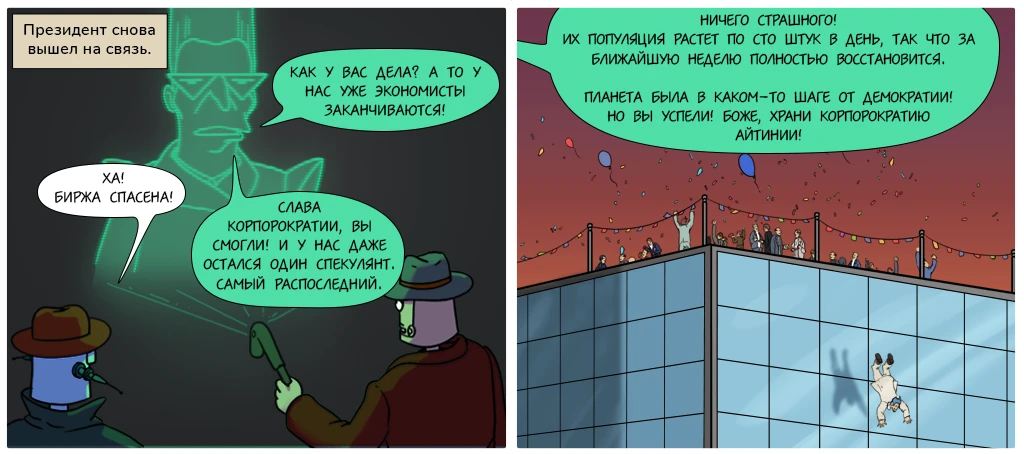 Президент снова
вышел на связь.
КАК У ВАС ДЕЛА? А ТО У
НАС УЖЕ ЭКОНОМИСТЫ
ЗАКАНЧИВАЮТСЯ!
ХА!
БИРЖА СПАСЕНА!
СЛАВА
КОРПОРОКРАТИИ, ВЫ
СМОГЛИ! И У НАС ДАЖЕ
ОСТАЛСЯ ОДИН СПЕКУЛЯНТ.
САМЫЙ РАСПОСЛЕДНИЙ.
НИЧЕГО СТРАШНОГО!
ИХ ПОПУЛЯЦИЯ РАСТЕТ ПО СТО ШТУК В ДЕНЬ, ТАК ЧТО ЗА
БЛИЖАЙШУЮ НЕДЕЛЮ ПОЛНОСТЬЮ ВОССТАНОВИТСЯ.
ПЛАНЕТА БЫЛА В КАКОМ-ТО ШАГЕ ОТ ДЕМОКРАТИИ!
НО ВЫ УСПЕЛИ! БОЖЕ, ХРАНИ КОРПОРОКРАТИЮ
АЙТИНИИ!